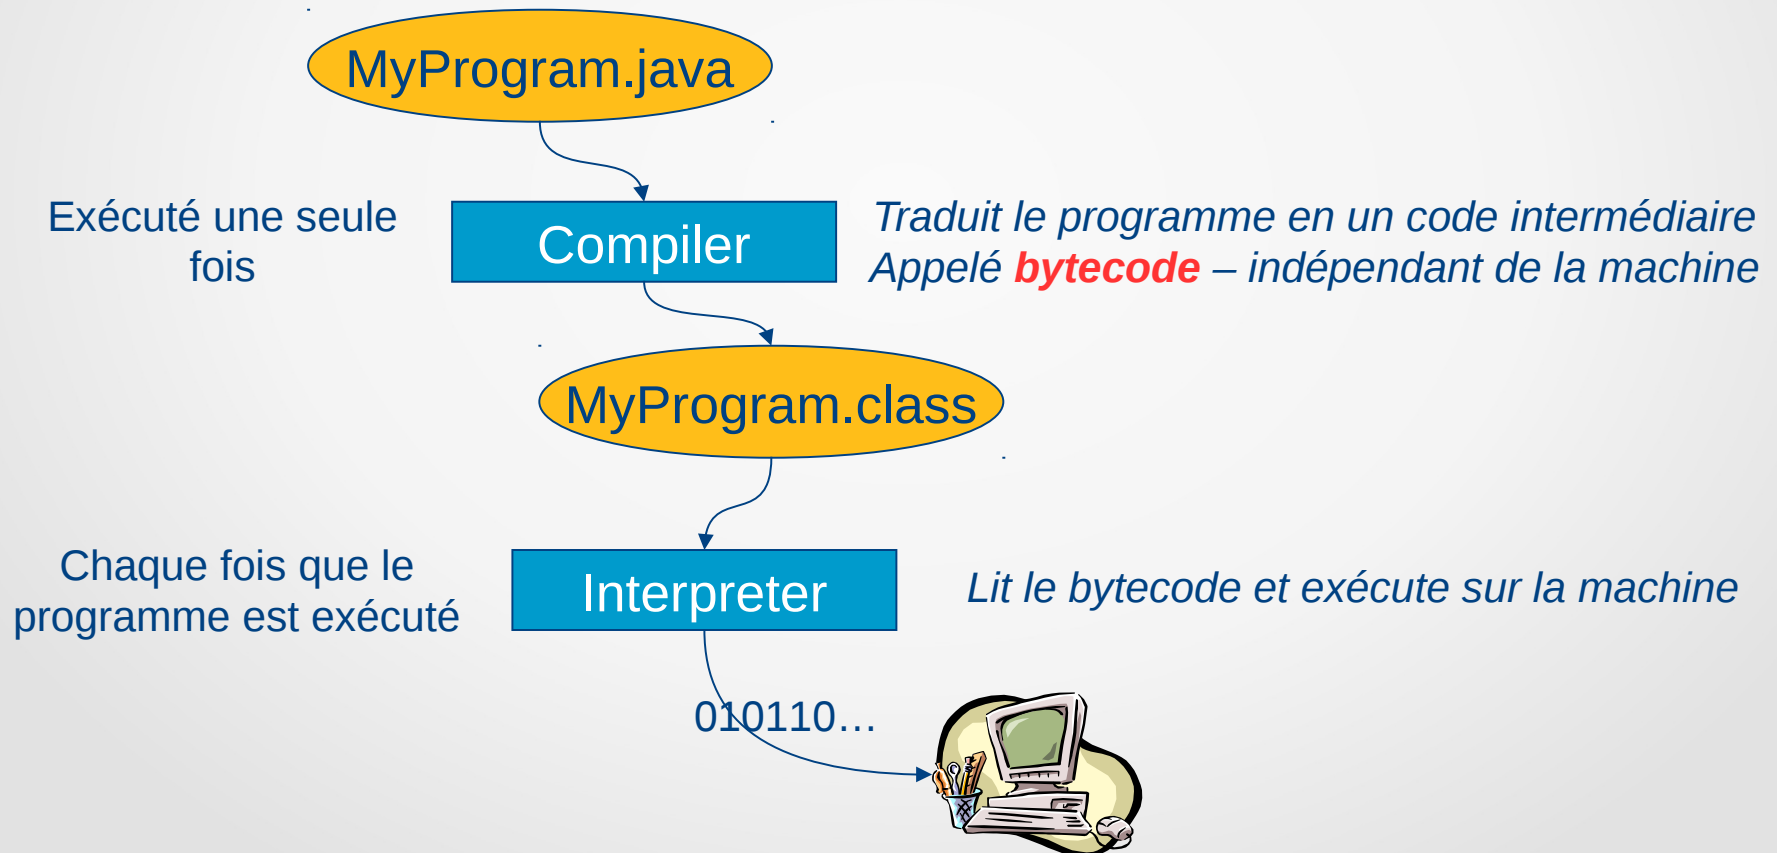 MyProgram.java
Exécuté une seule
fois
Compiler
Traduit le programme en un code intermédiaire
Appelé bytecode – indépendant de la machine
MyProgram.class
Chaque fois que le
programme est exécuté
Interpreter
Lit le bytecode et exécute sur la machine
010110…